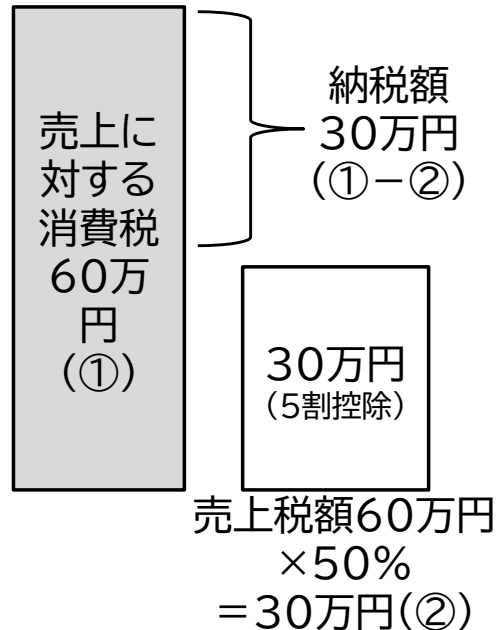 売上に
対する
消費税
60万
円
(①)
納税額
30万円
(①－②)
30万円
(5割控除)
売上税額60万円
×50%
＝30万円(②)